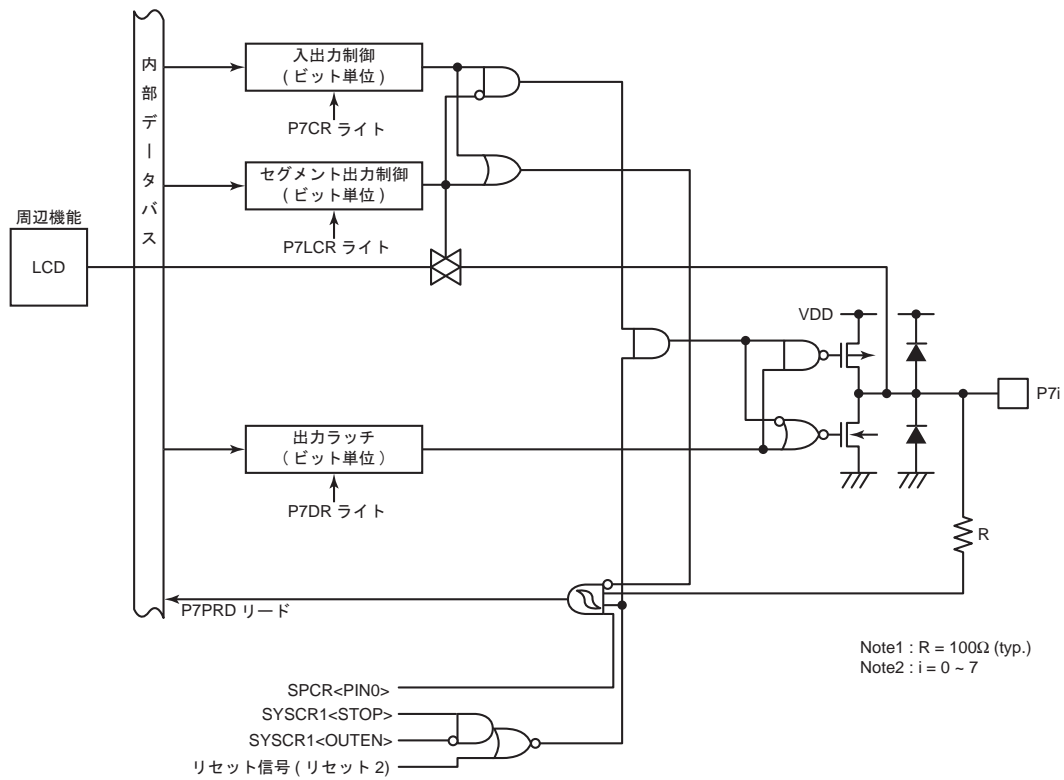 内部データバス
入出力制御
( ビット単位 )
P7CR ライト
セグメント出力制御
( ビット単位 )
P7LCR ライト
周辺機能
LCD
VDD
P7i
出力ラッチ
( ビット単位 )
P7DR ライト
R
P7PRD リード
Note1 : R = 100Ω (typ.)
Note2 : i = 0 ~ 7
SPCR<PIN0>
SYSCR1<STOP>
SYSCR1<OUTEN>
リセット信号 ( リセット 2)